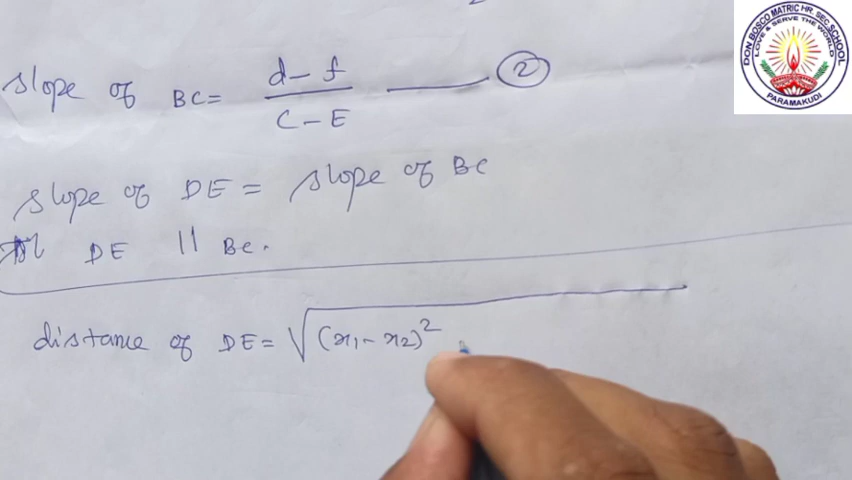 DON BOSCO MATRIC HR. SEC. SCHOOL
LOVE & SERVE THE WORLD
PARAMAKUDI
slope of BC = d - f / C - E ——— ②
slope of DE = slope of BC
DE || BC.
distance of DE = √(x₁ - x₂)²